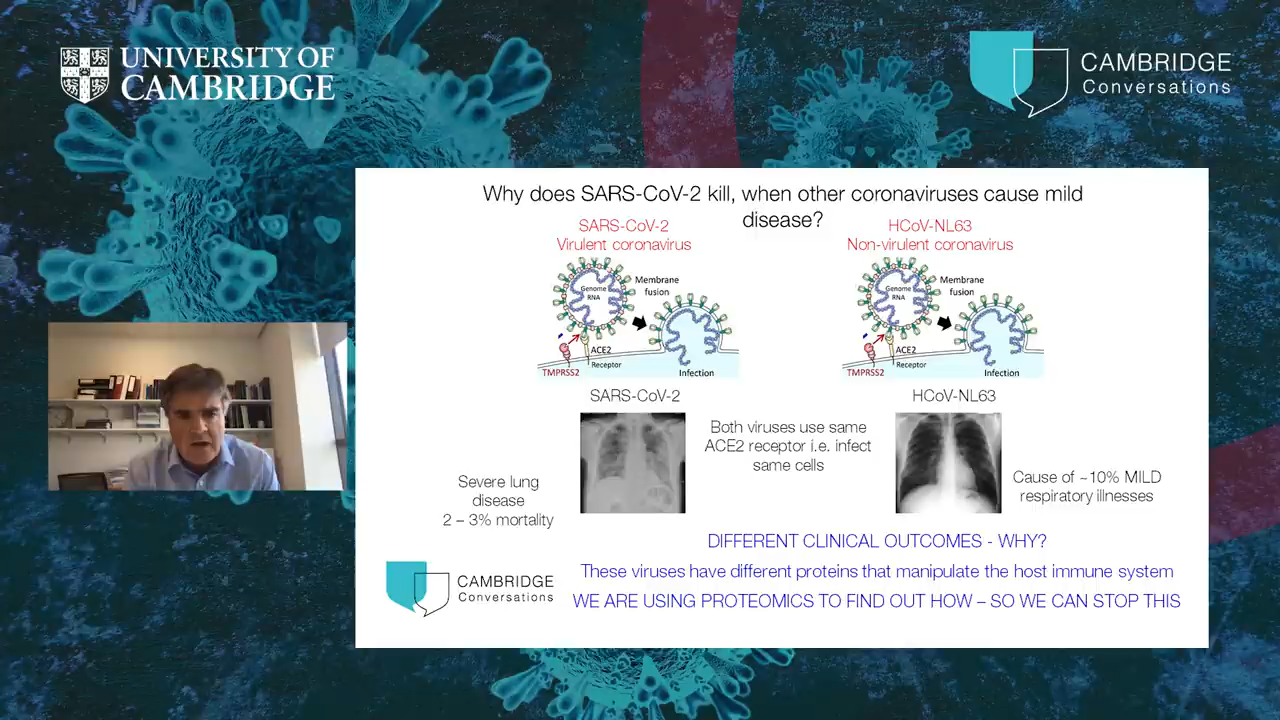 UNIVERSITY OF
CAMBRIDGE
CAMBRIDGE
Conversations
Why does SARS-CoV-2 kill, when other coronaviruses cause mild
disease?
SARS-CoV-2
Virulent coronavirus
HCoV-NL63
Non-virulent coronavirus
Genome
RNA
Membrane
fusion
ACE2
Receptor
TMPRSS2
Infection
Genome
RNA
Membrane
fusion
ACE2
Receptor
TMPRSS2
Infection
SARS-CoV-2
HCoV-NL63
Both viruses use same
ACE2 receptor i.e. infect
same cells
Severe lung
disease
2 – 3% mortality
Cause of ~10% MILD
respiratory illnesses
DIFFERENT CLINICAL OUTCOMES - WHY?
These viruses have different proteins that manipulate the host immune system
WE ARE USING PROTEOMICS TO FIND OUT HOW – SO WE CAN STOP THIS
CAMBRIDGE
Conversations